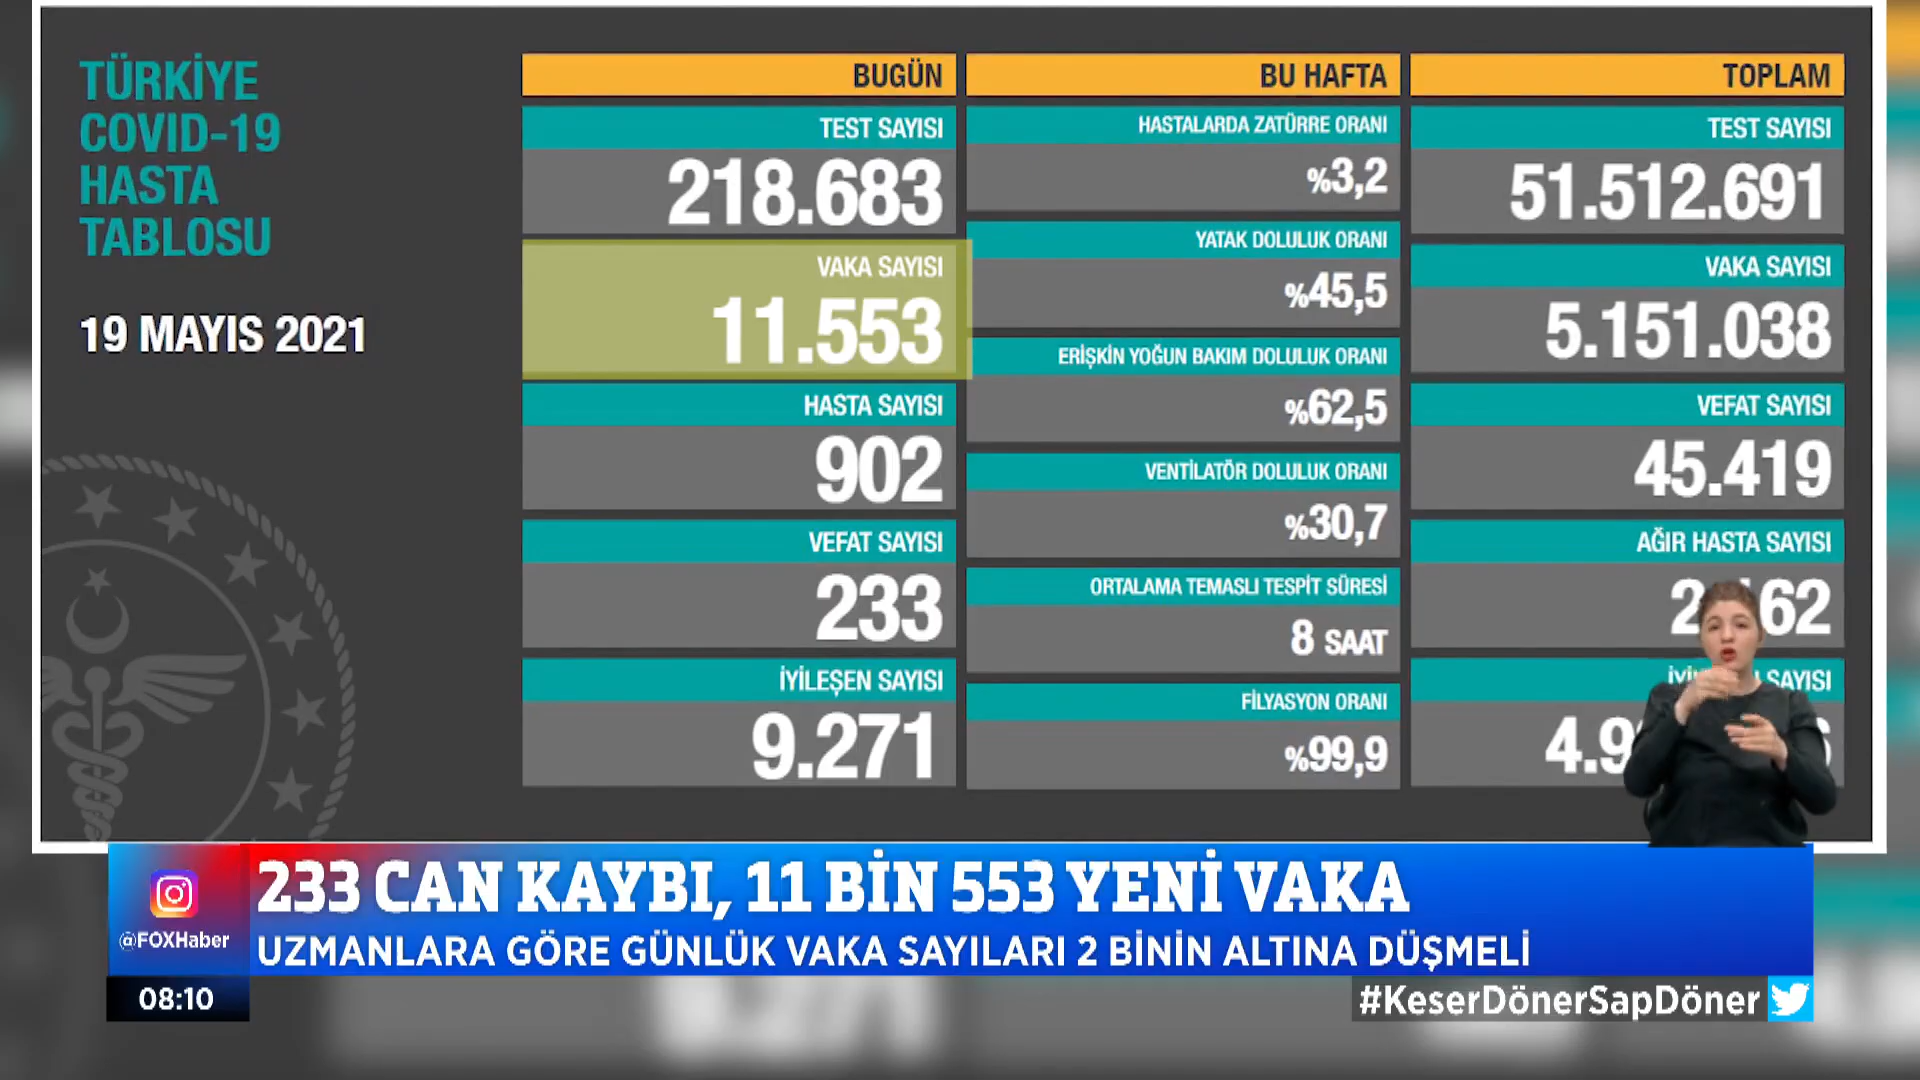 TÜRKİYE
COVID-19
HASTA
TABLOSU
19 MAYIS 2021
BUGÜN
TEST SAYISI
218.683
VAKA SAYISI
11.553
HASTA SAYISI
902
VEFAT SAYISI
233
İYİLEŞEN SAYISI
9.271
BU HAFTA
HASTALARDA ZATÜRRE ORANI
%3,2
YATAK DOLULUK ORANI
%45,5
ERİŞKİN YOĞUN BAKIM DOLULUK ORANI
%62,5
VENTİLATÖR DOLULUK ORANI
%30,7
ORTALAMA TEMASLI TESPİT SÜRESİ
8 SAAT
FİLYASYON ORANI
%99,9
TOPLAM
TEST SAYISI
51.512.691
VAKA SAYISI
5.151.038
VEFAT SAYISI
45.419
AĞIR HASTA SAYISI
SAYISI
233 CAN KAYBI, 11 BİN 553 YENİ VAKA
@FOXHaber
UZMANLARA GÖRE GÜNLÜK VAKA SAYILARI 2 BİNİN ALTINA DÜŞMELİ
08:10
#KeserDönerSapDöner